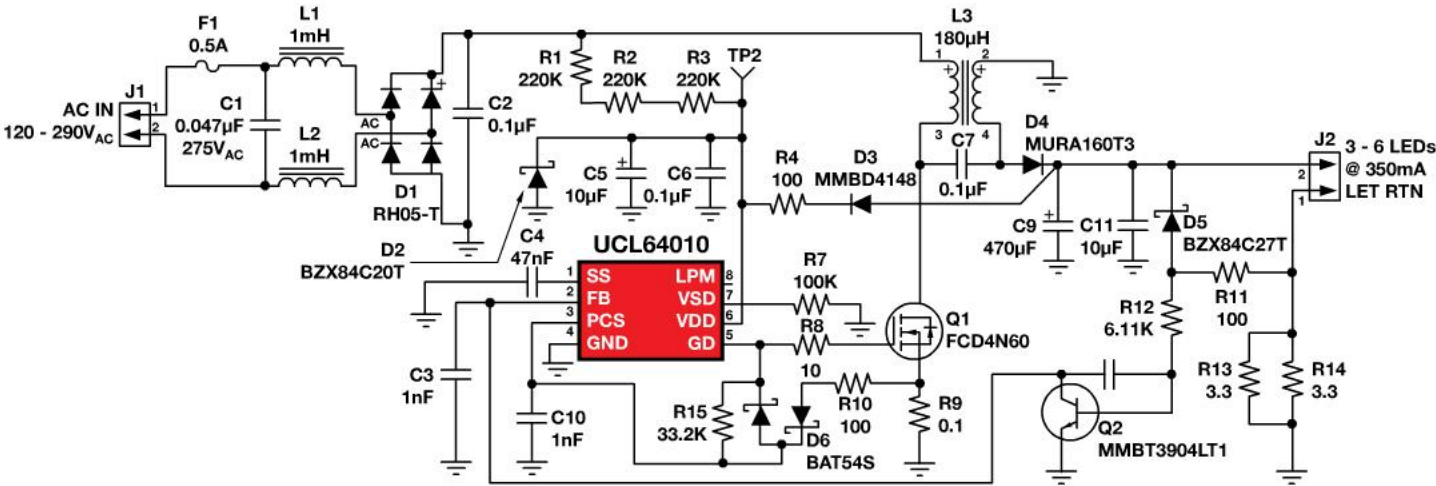 F1
0.5A
L1
1mH
J1
1
2
AC IN
120 - 290VAC
C1
0.047µF
275VAC
L2
1mH
AC
AC
+
D1
RH05-T
C2
0.1µF
R1
220K
R2
220K
R3
220K
TP2
L3
180µH
1
2
+
+
3
4
C7
0.1µF
D4
MURA160T3
J2
2
1
3 - 6 LEDs
@ 350mA
LET RTN
D2
BZX84C20T
+
C5
10µF
C6
0.1µF
R4
100
D3
MMBD4148
+
C9
470µF
C11
10µF
D5
BZX84C27T
R11
100
R12
6.11K
C4
47nF
UCL64010
1
SS
2
FB
3
PCS
4
GND
LPM
8
VSD
7
VDD
6
GD
5
R7
100K
R8
10
Q1
FCD4N60
C3
1nF
C10
1nF
R15
33.2K
D6
BAT54S
R10
100
R9
0.1
Q2
MMBT3904LT1
R13
3.3
R14
3.3